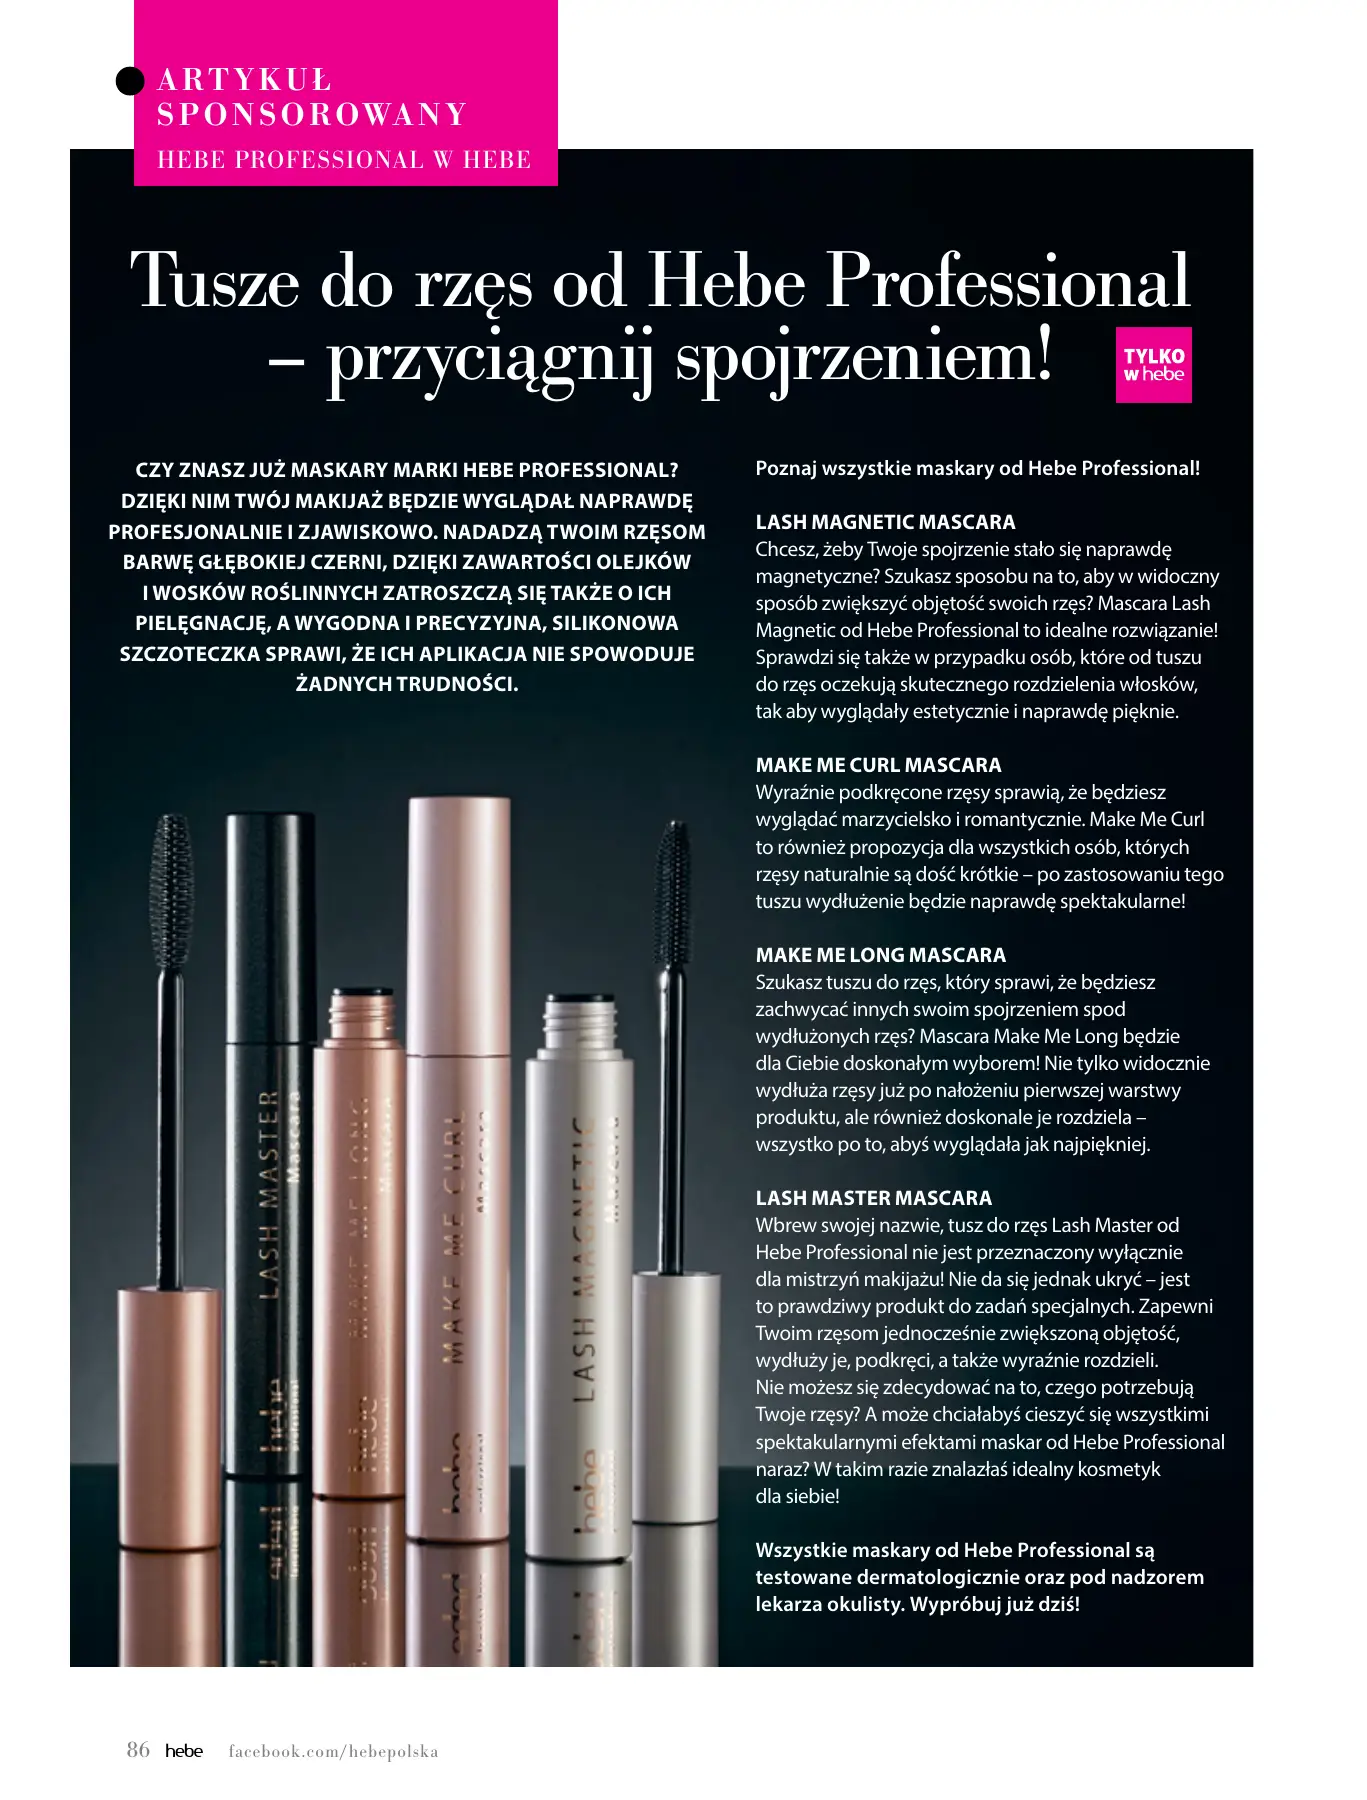 ARTYKUŁ
SPONSOROWANY
HEBE PROFESSIONAL W HEBE
Tusze do rzęs od Hebe Professional
– przyciągnij spojrzeniem!
TYLKO
w hebe
CZY ZNASZ JUŻ MASKARY MARKI HEBE PROFESSIONAL?
DZIĘKI NIM TWÓJ MAKIJAŻ BĘDZIE WYGLĄDAŁ NAPRAWDĘ
PROFESJONALNIE I ZJAWISKOWO. NADADZĄ TWOIM RZĘSOM
BARWĘ GŁĘBOKIEJ CZERNI, DZIĘKI ZAWARTOŚCI OLEJKÓW
I WOSKÓW ROŚLINNYCH ZATROSZCZĄ SIĘ TAKŻE O ICH
PIELĘGNACJĘ, A WYGODNA I PRECYZYJNA, SILIKONOWA
SZCZOTECZKA SPRAWI, ŻE ICH APLIKACJA NIE SPOWODUJE
ŻADNYCH TRUDNOŚCI.
LASH MASTER
Mascara
hebe
professional
MAKE ME LONG
Mascara
hebe
MAKE ME CURL
Mascara
hebe
professional
LASH MAGNETIC
Mascara
hebe
Poznaj wszystkie maskary od Hebe Professional!
LASH MAGNETIC MASCARA
Chcesz, żeby Twoje spojrzenie stało się naprawdę
magnetyczne? Szukasz sposobu na to, aby w widoczny
sposób zwiększyć objętość swoich rzęs? Mascara Lash
Magnetic od Hebe Professional to idealne rozwiązanie!
Sprawdzi się także w przypadku osób, które od tuszu
do rzęs oczekują skutecznego rozdzielenia włosków,
tak aby wyglądały estetycznie i naprawdę pięknie.
MAKE ME CURL MASCARA
Wyraźnie podkręcone rzęsy sprawią, że będziesz
wyglądać marzycielsko i romantycznie. Make Me Curl
to również propozycja dla wszystkich osób, których
rzęsy naturalnie są dość krótkie – po zastosowaniu tego
tuszu wydłużenie będzie naprawdę spektakularne!
MAKE ME LONG MASCARA
Szukasz tuszu do rzęs, który sprawi, że będziesz
zachwycać innych swoim spojrzeniem spod
wydłużonych rzęs? Mascara Make Me Long będzie
dla Ciebie doskonałym wyborem! Nie tylko widocznie
wydłuża rzęsy już po nałożeniu pierwszej warstwy
produktu, ale również doskonale je rozdziela –
wszystko po to, abyś wyglądała jak najpiękniej.
LASH MASTER MASCARA
Wbrew swojej nazwie, tusz do rzęs Lash Master od
Hebe Professional nie jest przeznaczony wyłącznie
dla mistrzyń makijażu! Nie da się jednak ukryć – jest
to prawdziwy produkt do zadań specjalnych. Zapewni
Twoim rzęsom jednocześnie zwiększoną objętość,
wydłuży je, podkręci, a także wyraźnie rozdzieli.
Nie możesz się zdecydować na to, czego potrzebują
Twoje rzęsy? A może chciałabyś cieszyć się wszystkimi
spektakularnymi efektami maskar od Hebe Professional
naraz? W takim razie znalazłaś idealny kosmetyk
dla siebie!
Wszystkie maskary od Hebe Professional są
testowane dermatologicznie oraz pod nadzorem
lekarza okulisty. Wypróbuj już dziś!
86 hebe facebook.com/hebepolska